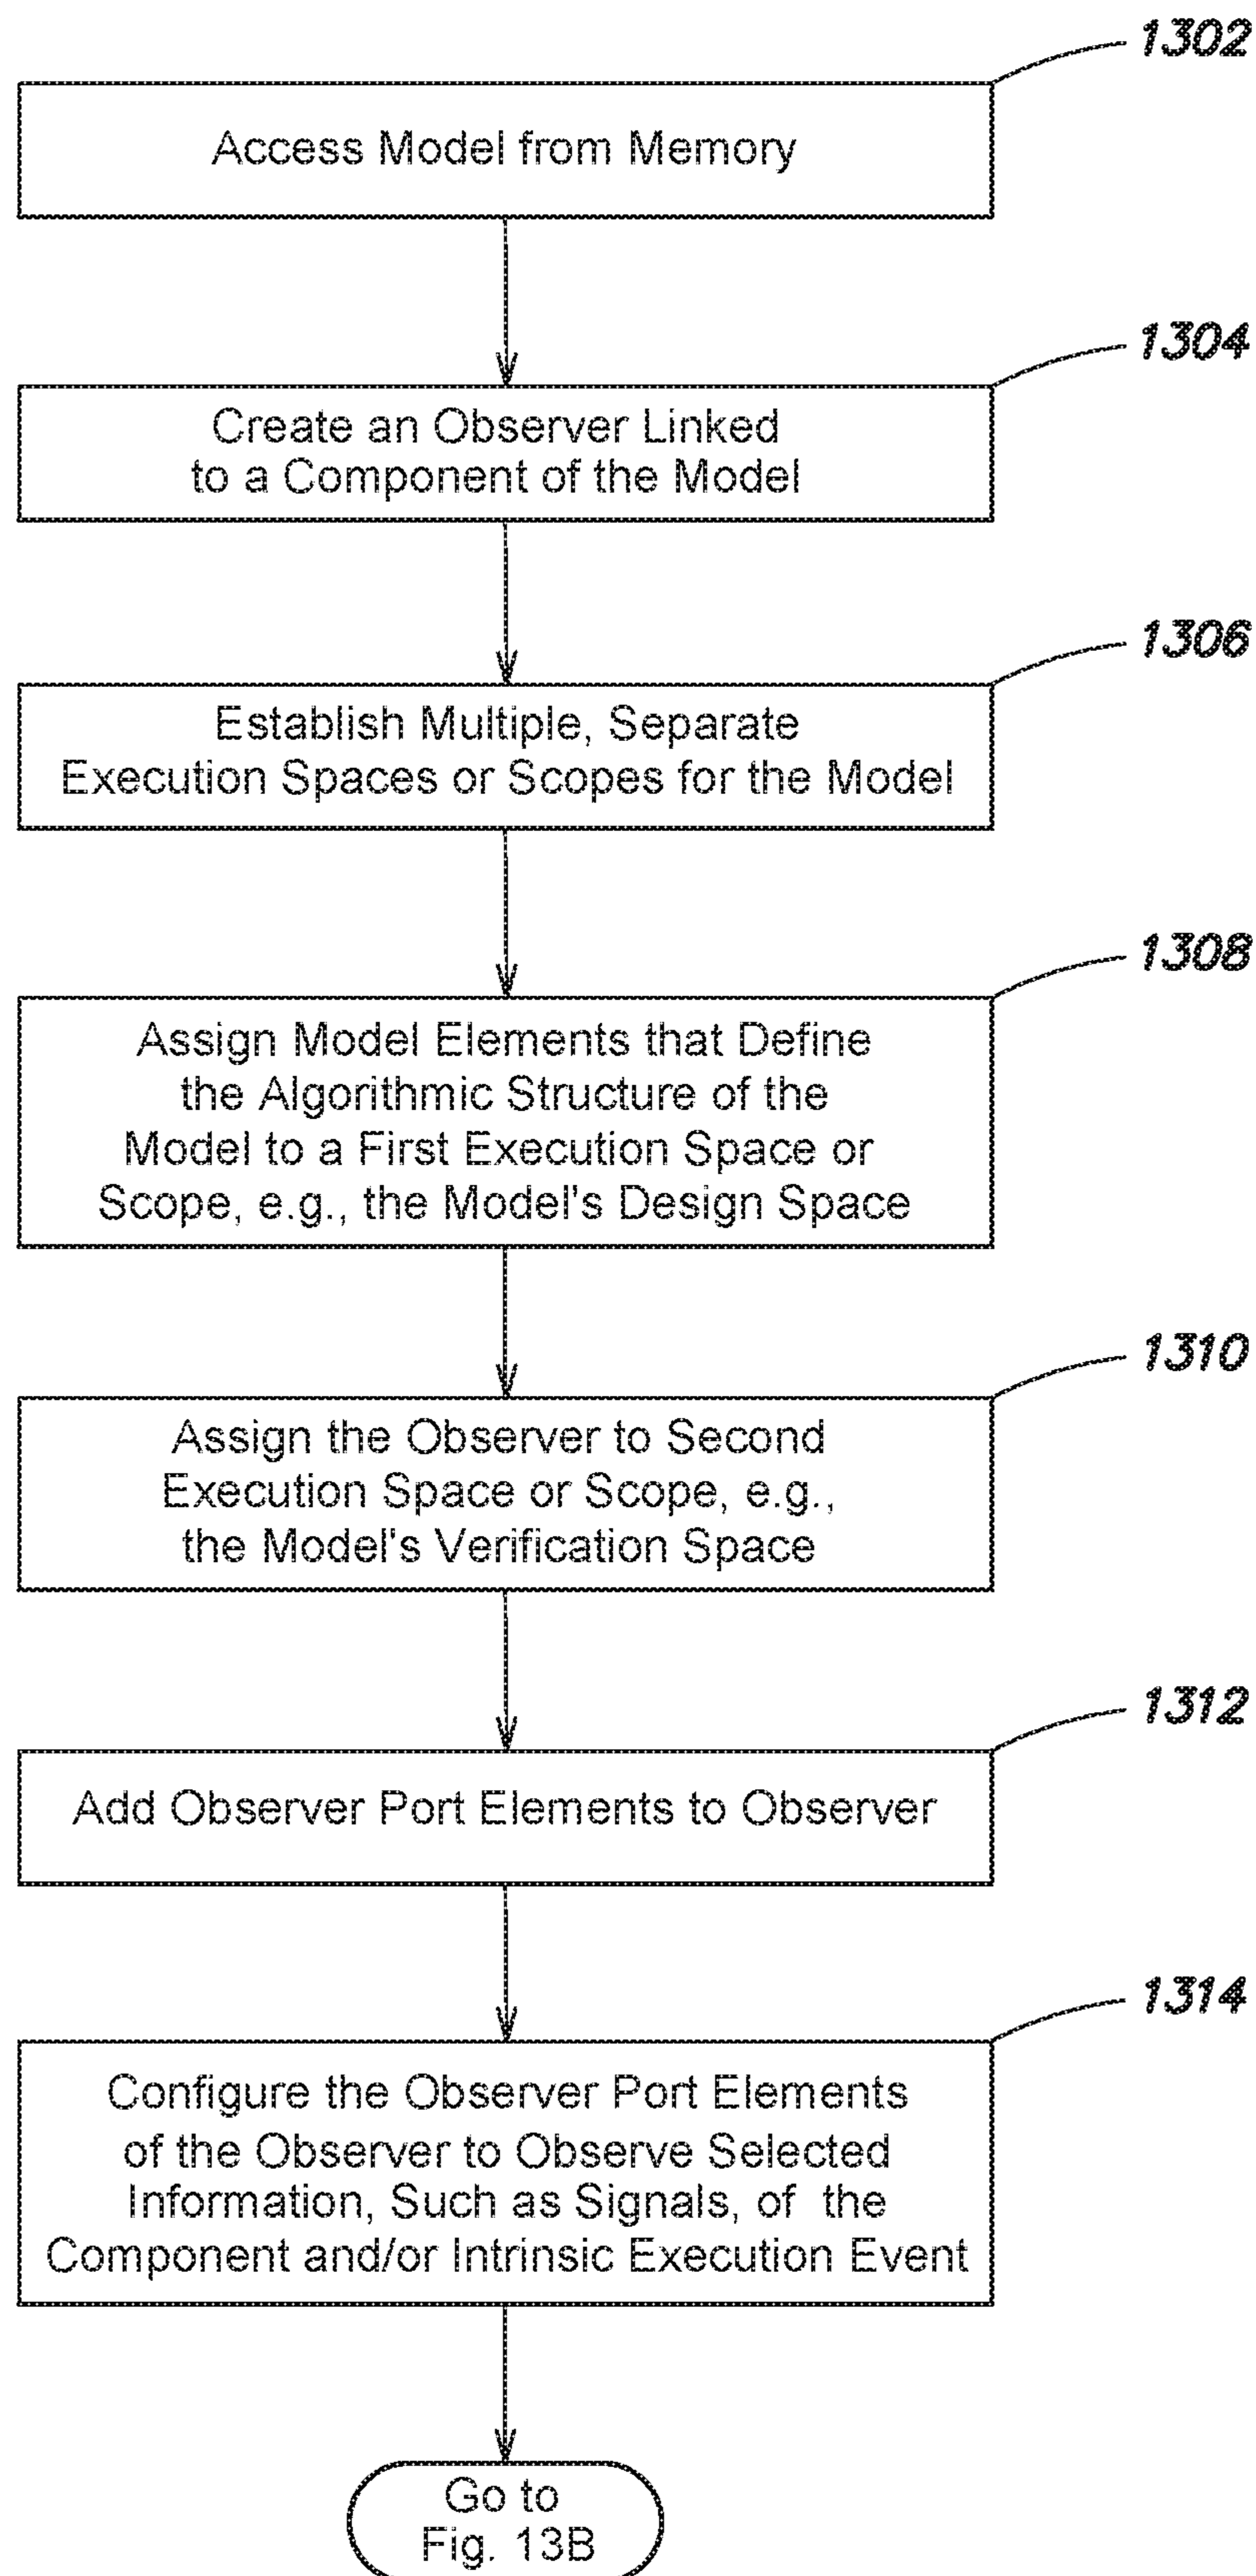 1302
Access Model from Memory
1304
Create an Observer Linked
to a Component of the Model
1306
Establish Multiple, Separate
Execution Spaces or Scopes for the Model
1308
Assign Model Elements that Define
the Algorithmic Structure of the
Model to a First Execution Space or
Scope, e.g., the Model's Design Space
1310
Assign the Observer to Second
Execution Space or Scope, e.g.,
the Model's Verification Space
1312
Add Observer Port Elements to Observer
1314
Configure the Observer Port Elements
of the Observer to Observe Selected
Information, Such as Signals, of the
Component and/or Intrinsic Execution Event
Go to
Fig. 13B